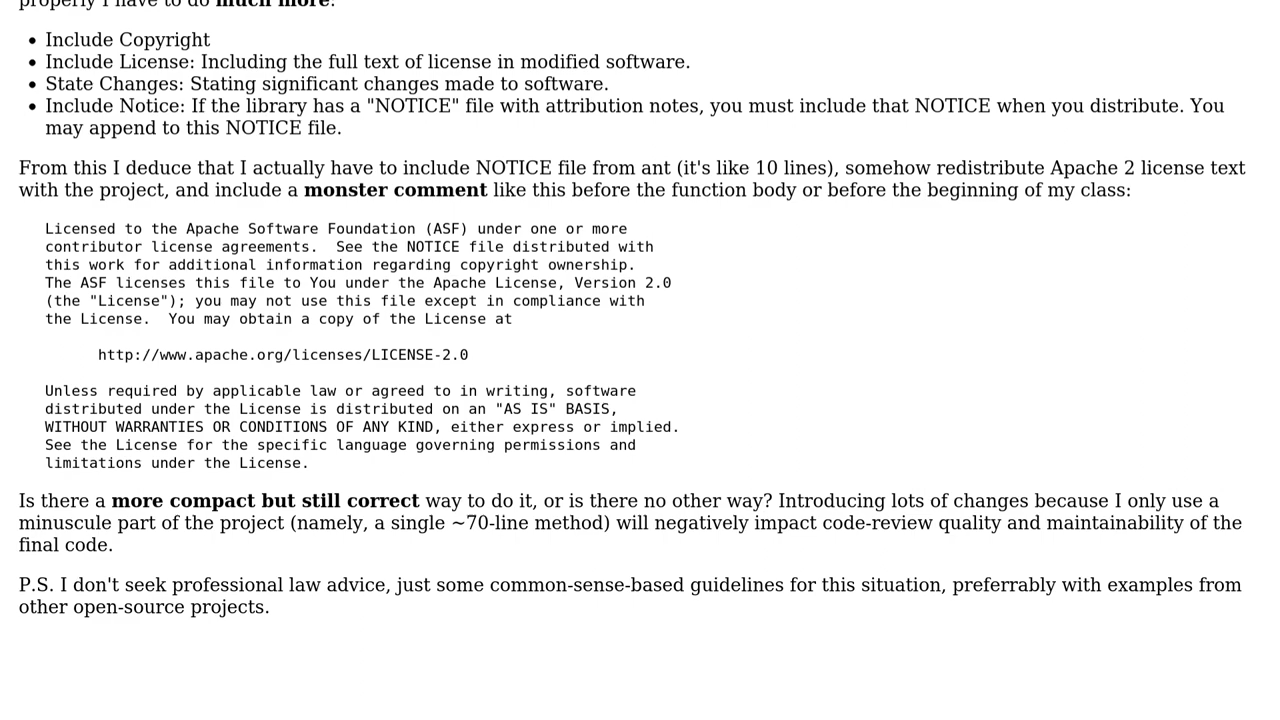 properly I have to do much more:
• Include Copyright
• Include License: Including the full text of license in modified software.
• State Changes: Stating significant changes made to software.
• Include Notice: If the library has a "NOTICE" file with attribution notes, you must include that NOTICE when you distribute. You
may append to this NOTICE file.
From this I deduce that I actually have to include NOTICE file from ant (it's like 10 lines), somehow redistribute Apache 2 license text
with the project, and include a monster comment like this before the function body or before the beginning of my class:
Licensed to the Apache Software Foundation (ASF) under one or more
contributor license agreements.  See the NOTICE file distributed with
this work for additional information regarding copyright ownership.
The ASF licenses this file to You under the Apache License, Version 2.0
(the "License"); you may not use this file except in compliance with
the License.  You may obtain a copy of the License at
http://www.apache.org/licenses/LICENSE-2.0
Unless required by applicable law or agreed to in writing, software
distributed under the License is distributed on an "AS IS" BASIS,
WITHOUT WARRANTIES OR CONDITIONS OF ANY KIND, either express or implied.
See the License for the specific language governing permissions and
limitations under the License.
Is there a more compact but still correct way to do it, or is there no other way? Introducing lots of changes because I only use a
minuscule part of the project (namely, a single ~70-line method) will negatively impact code-review quality and maintainability of the
final code.
P.S. I don't seek professional law advice, just some common-sense-based guidelines for this situation, preferrably with examples from
other open-source projects.